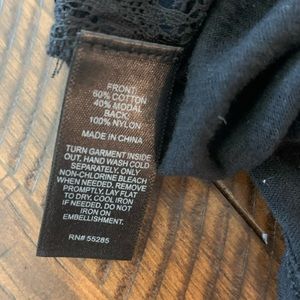 FRONT:
60% COTTON
40% MODAL
BACK:
100% NYLON
MADE IN CHINA
TURN GARMENT INSIDE
OUT, HAND WASH COLD
SEPARATELY, ONLY
NON-CHLORINE BLEACH
WHEN NEEDED. REMOVE
PROMPTLY. LAY FLAT
TO DRY, COOL IRON
IF NEEDED, DO NOT
IRON ON
EMBELLISHMENT.
RN# 55285